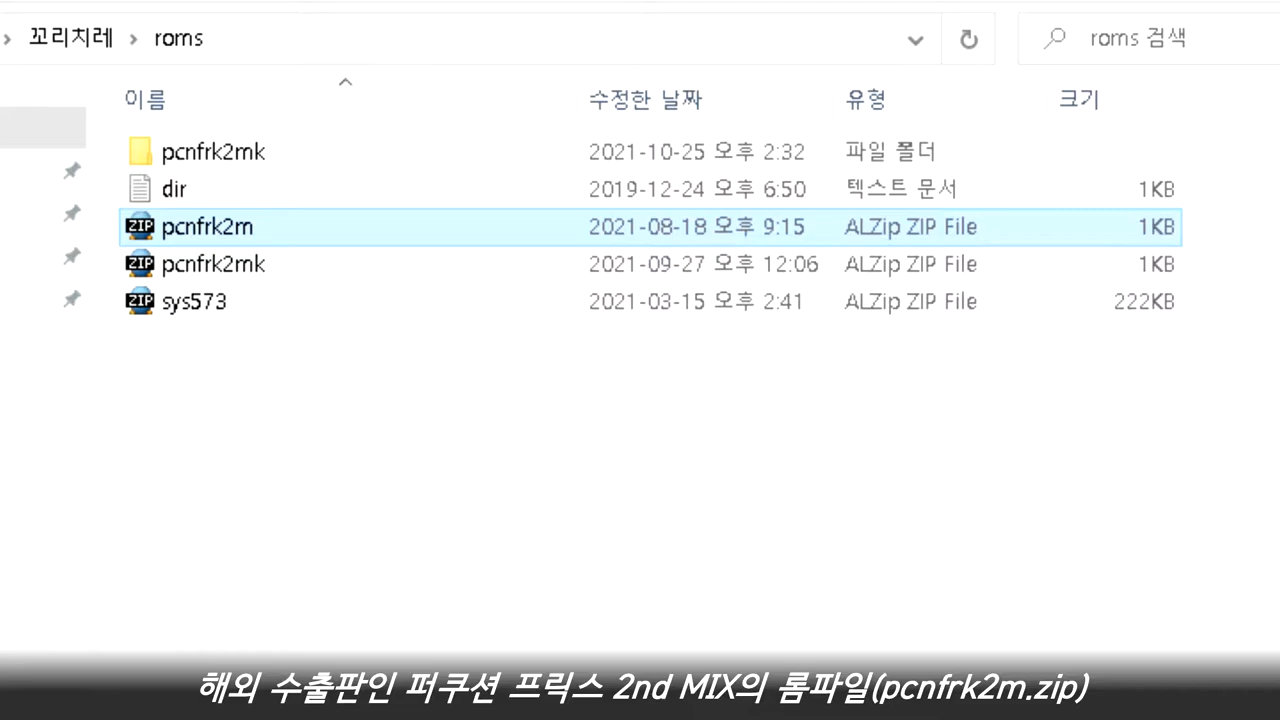 꼬리치레 › roms
roms 검색
이름 수정한 날짜 유형 크기
pcnfrk2mk 2021-10-25 오후 2:32 파일 폴더
dir 2019-12-24 오후 6:50 텍스트 문서 1KB
ZIP pcnfrk2m 2021-08-18 오후 9:15 ALZip ZIP File 1KB
ZIP pcnfrk2mk 2021-09-27 오후 12:06 ALZip ZIP File 1KB
ZIP sys573 2021-03-15 오후 2:41 ALZip ZIP File 222KB
해외 수출판인 퍼쿠션 프릭스 2nd MIX의 롬파일(pcnfrk2m.zip)